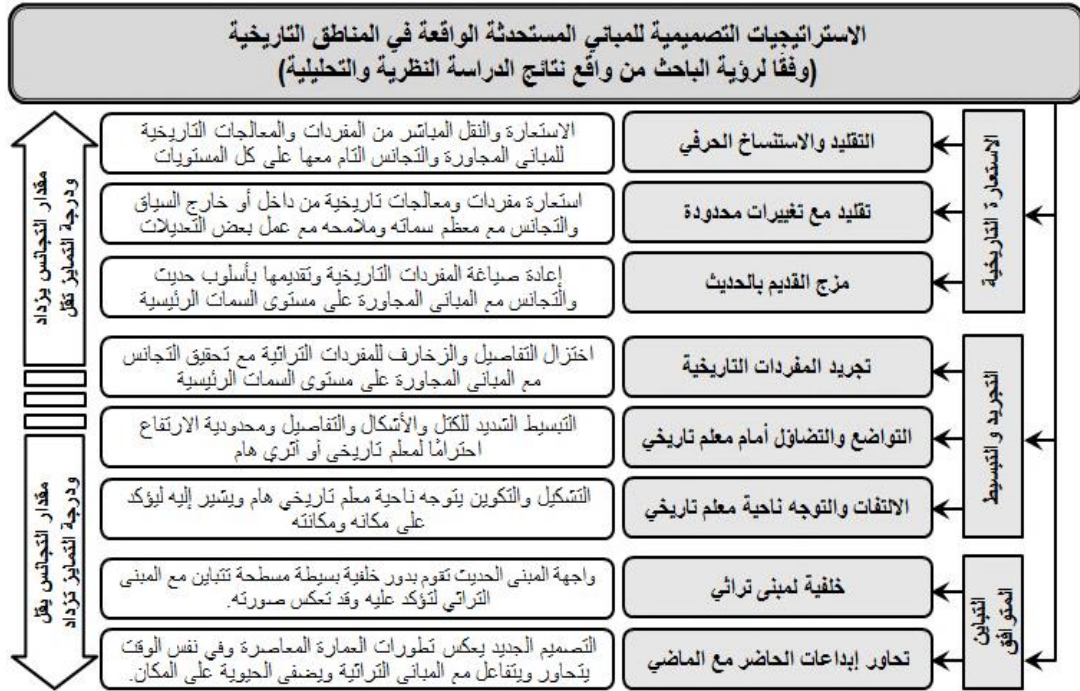 الاستراتيجيات التصميمية للمباني المستحدثة الواقعة في المناطق التاريخية
(وفقًا لرؤية الباحث من واقع نتائج الدراسة النظرية والتحليلية)
الاستعارة التاريخية
التقليد والاستنساخ الحرفي
الاستعارة والنقل المباشر من المفردات والمعالجات التاريخية
للمباني المجاورة والتجانس التام معها على كل المستويات
تقليد مع تغييرات محدودة
استعارة مفردات ومعالجات تاريخية من داخل أو خارج السياق
والتجانس مع معظم سماته وملامحه مع عمل بعض التعديلات
مزج القديم بالحديث
إعادة صياغة المفردات التاريخية وتقديمها بأسلوب حديث
والتجانس مع المباني المجاورة على مستوى السمات الرئيسية
مقدار التجانس يزداد
ودرجة التمايز تقل
التجريد والتبسيط
تجريد المفردات التاريخية
اختزال التفاصيل والزخارف للمفردات التراثية مع تحقيق التجانس
مع المباني المجاورة على مستوى السمات الرئيسية
التواضع والتضاؤل أمام معلم تاريخي
التبسيط الشديد للكتل والأشكال والتفاصيل ومحدودية الارتفاع
احترامًا لمعلم تاريخي أو أثري هام
الالتفات والتوجه ناحية معلم تاريخي
التشكيل والتكوين يتوجه ناحية معلم تاريخي هام ويشير إليه ليؤكد
على مكانه ومكانته
التباين
المتوافق
خلفية لمبنى تراثي
واجهة المبنى الحديث تقوم بدور خلفية بسيطة مسطحة تتباين مع المبنى
التراثي لتؤكد عليه وقد تعكس صورته.
تحاور إبداعات الحاضر مع الماضي
التصميم الجديد يعكس تطورات العمارة المعاصرة وفي نفس الوقت
يتحاور ويتفاعل مع المباني التراثية ويضفى الحيوية على المكان.
مقدار التجانس يقل
ودرجة التمايز تزداد